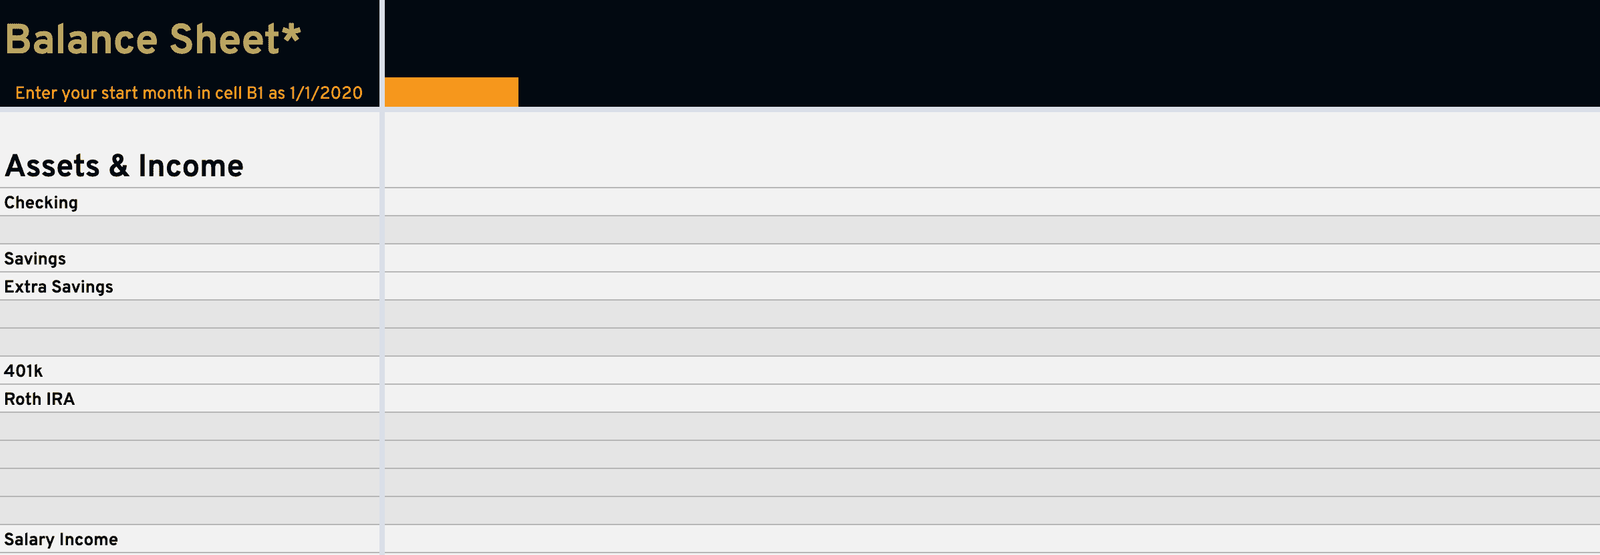 Balance Sheet*
Enter your start month in cell B1 as 1/1/2020
Assets & Income
Checking
Savings
Extra Savings
401k
Roth IRA
Salary Income